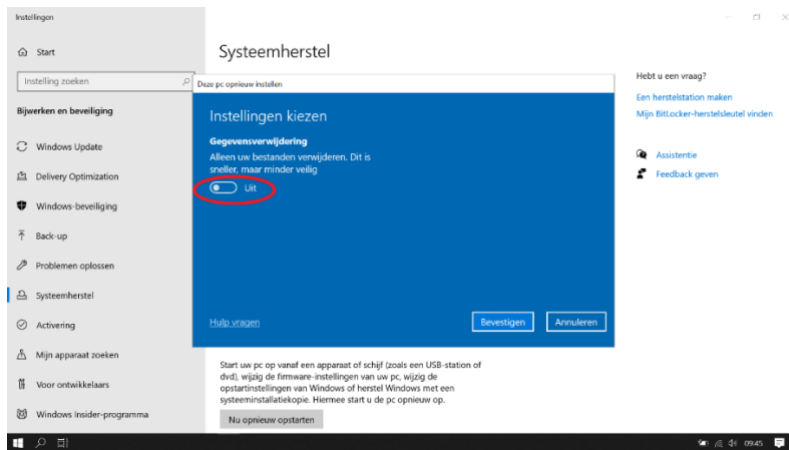 Instellingen
Start
Instelling zoeken
Bijwerken en beveiliging
Windows Update
Delivery Optimization
Windows-beveiliging
Back-up
Problemen oplossen
Systeemherstel
Activering
Mijn apparaat zoeken
Voor ontwikkelaars
Windows Insider-programma
Systeemherstel
Deze pc opnieuw instellen
Instellingen kiezen
Gegevensverwijdering
Alleen uw bestanden verwijderen. Dit is
sneller, maar minder veilig
Uit
Hulp vragen
Bevestigen
Annuleren
Start uw pc op vanaf een apparaat of schijf (zoals een USB-station of
dvd), wijzig de firmware-instellingen van uw pc, wijzig de
opstartinstellingen van Windows of herstel Windows met een
systeeminstallatiekopie. Hiermee start u de pc opnieuw op.
Nu opnieuw opstarten
Hebt u een vraag?
Een herstelstation maken
Mijn BitLocker-herstelsleutel vinden
Assistentie
Feedback geven
09:45